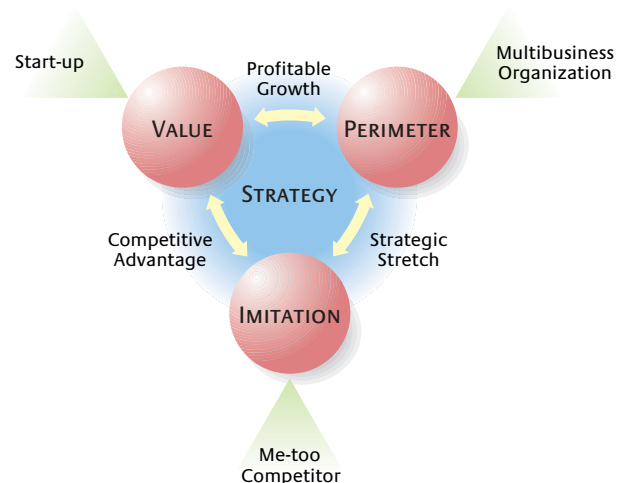 Start-up
Profitable
Growth
Multibusiness
Organization
VALUE
PERIMETER
STRATEGY
Competitive
Advantage
Strategic
Stretch
IMITATION
Me-too
Competitor